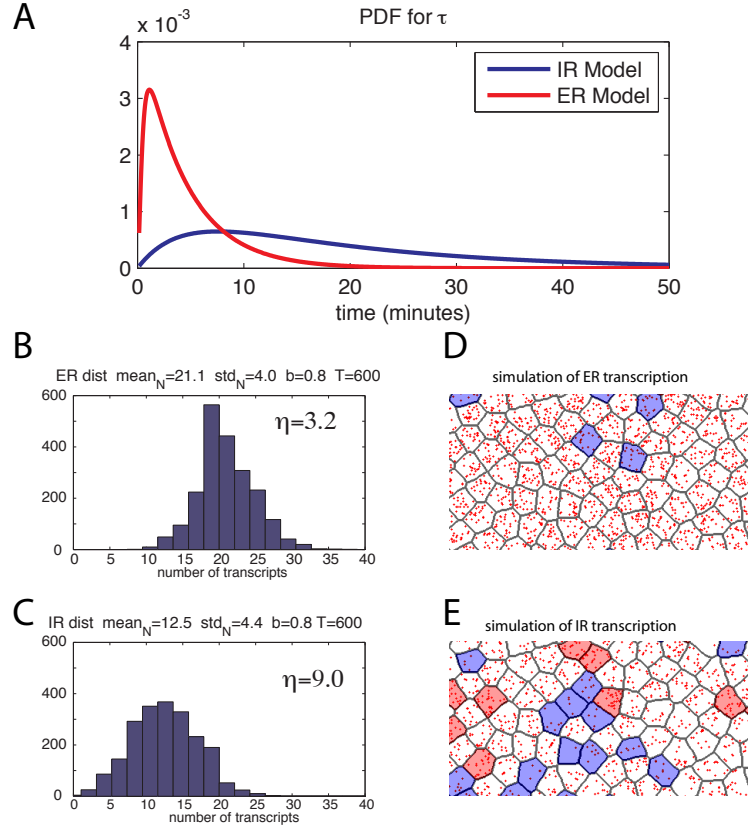 A
PDF for τ
x 10⁻³
4
3
2
1
0
IR Model
ER Model
0 10 20 30 40 50
time (minutes)
B
ER dist mean_N=21.1 std_N=4.0 b=0.8 T=600
600
400
200
0
η=3.2
0 5 10 15 20 25 30 35 40
number of transcripts
C
IR dist mean_N=12.5 std_N=4.4 b=0.8 T=600
600
400
200
0
η=9.0
0 5 10 15 20 25 30 35 40
number of transcripts
D
simulation of ER transcription
E
simulation of IR transcription